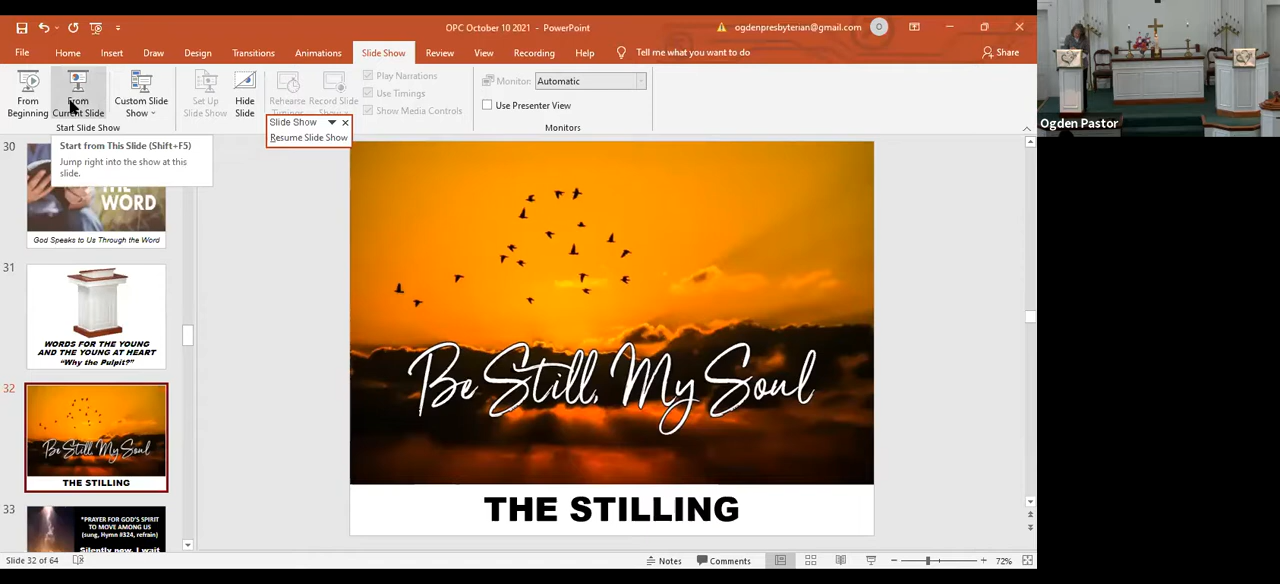 OPC October 10 2021 - PowerPoint
ogdenpresbyterian@gmail.com
O
File
Home
Insert
Draw
Design
Transitions
Animations
Slide Show
Review
View
Recording
Help
Tell me what you want to do
Share
From Beginning
From Current Slide
Custom Slide Show
Set Up Slide Show
Hide Slide
Rehearse
Record Slide
Play Narrations
Use Timings
Show Media Controls
Monitor:
Automatic
Use Presenter View
Start Slide Show
Monitors
Slide Show
Resume Slide Show
Start from This Slide (Shift+F5)
Jump right into the show at this
slide.
Ogden Pastor
30
THE
WORD
God Speaks to Us Through the Word
31
WORDS FOR THE YOUNG
AND THE YOUNG AT HEART
"Why the Pulpit?"
32
Be Still, My Soul
THE STILLING
33
*PRAYER FOR GOD'S SPIRIT
TO MOVE AMONG US
(sung, Hymn #324, refrain)
Silently now, I wait
Be Still, My Soul
THE STILLING
Slide 32 of 64
Notes
Comments
72%